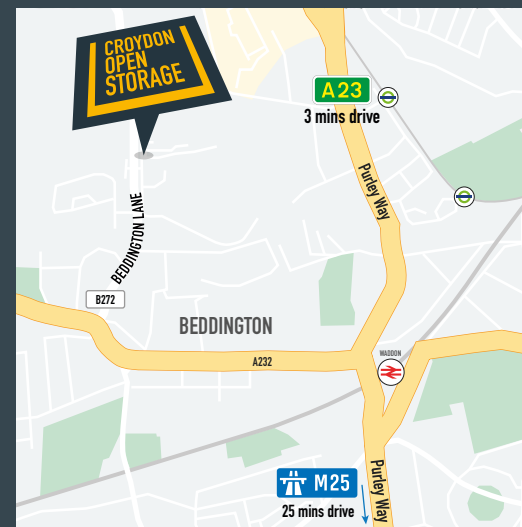 CROYDON
OPEN
STORAGE
A23
3 mins drive
Purley Way
BEDDINGTON LANE
B272
BEDDINGTON
A232
WADDON
M25
25 mins drive
Purley Way